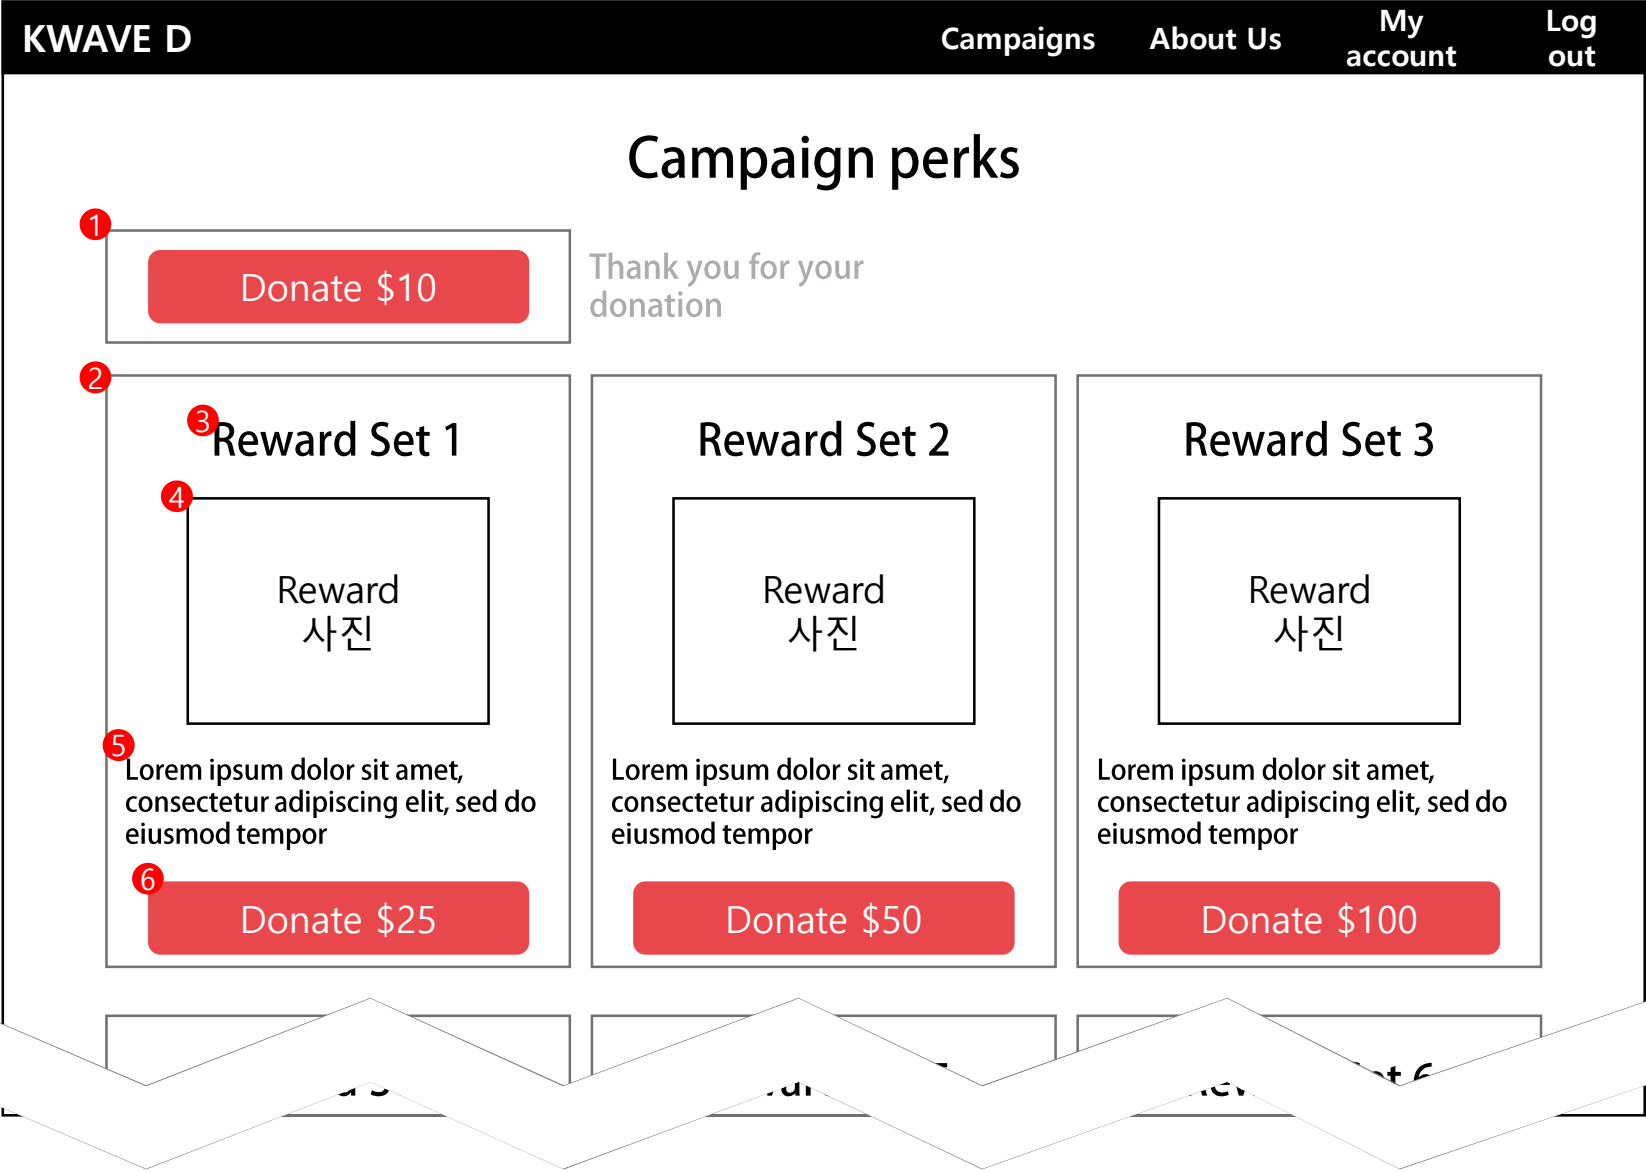 KWAVE D
Campaigns
About Us
My
account
Log
out
Campaign perks
1
Donate $10
Thank you for your
donation
2
3
Reward Set 1
4
Reward
사진
5
Lorem ipsum dolor sit amet,
consectetur adipiscing elit, sed do
eiusmod tempor
6
Donate $25
Reward Set 2
Reward
사진
Lorem ipsum dolor sit amet,
consectetur adipiscing elit, sed do
eiusmod tempor
Donate $50
Reward Set 3
Reward
사진
Lorem ipsum dolor sit amet,
consectetur adipiscing elit, sed do
eiusmod tempor
Donate $100